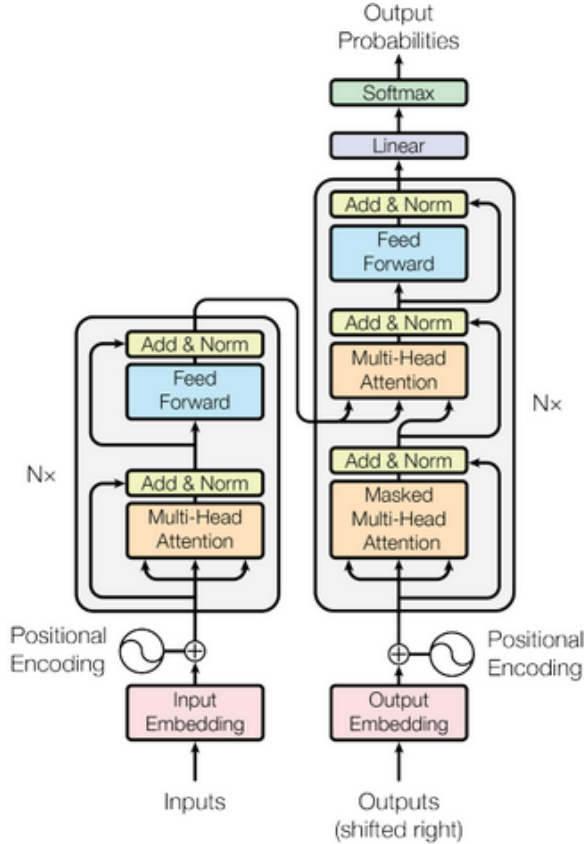 Output
Probabilities
Softmax
Linear
Add & Norm
Feed
Forward
Add & Norm
Multi-Head
Attention
Add & Norm
Masked
Multi-Head
Attention
N×
Add & Norm
Feed
Forward
Add & Norm
Multi-Head
Attention
N×
Positional
Encoding
Positional
Encoding
Input
Embedding
Output
Embedding
Inputs
Outputs
(shifted right)